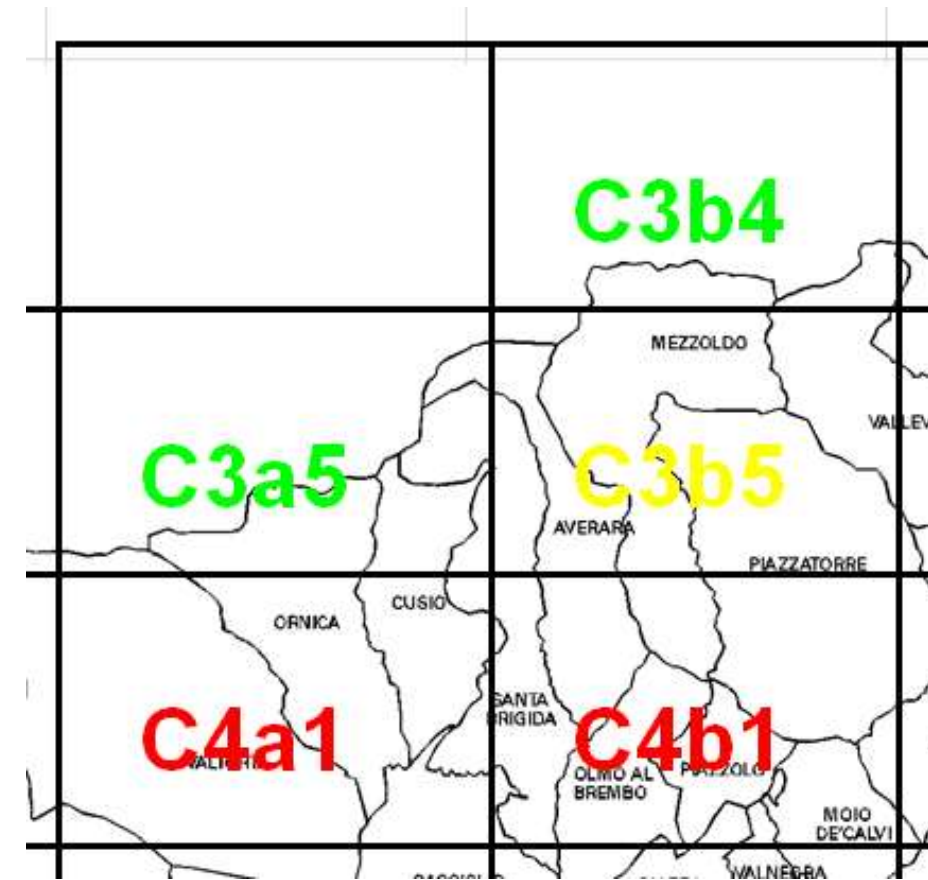 C3b4
MEZZOLDO
C3a5
C3b5
AVERARA
PIAZZATORRE
CUSIO
ORNICA
SANTA
BRIGIDA
C4a1
C4b1
OLMO AL
BREMBO
PIAZZOLO
MOIO
DE'CALVI
VALNEGRA